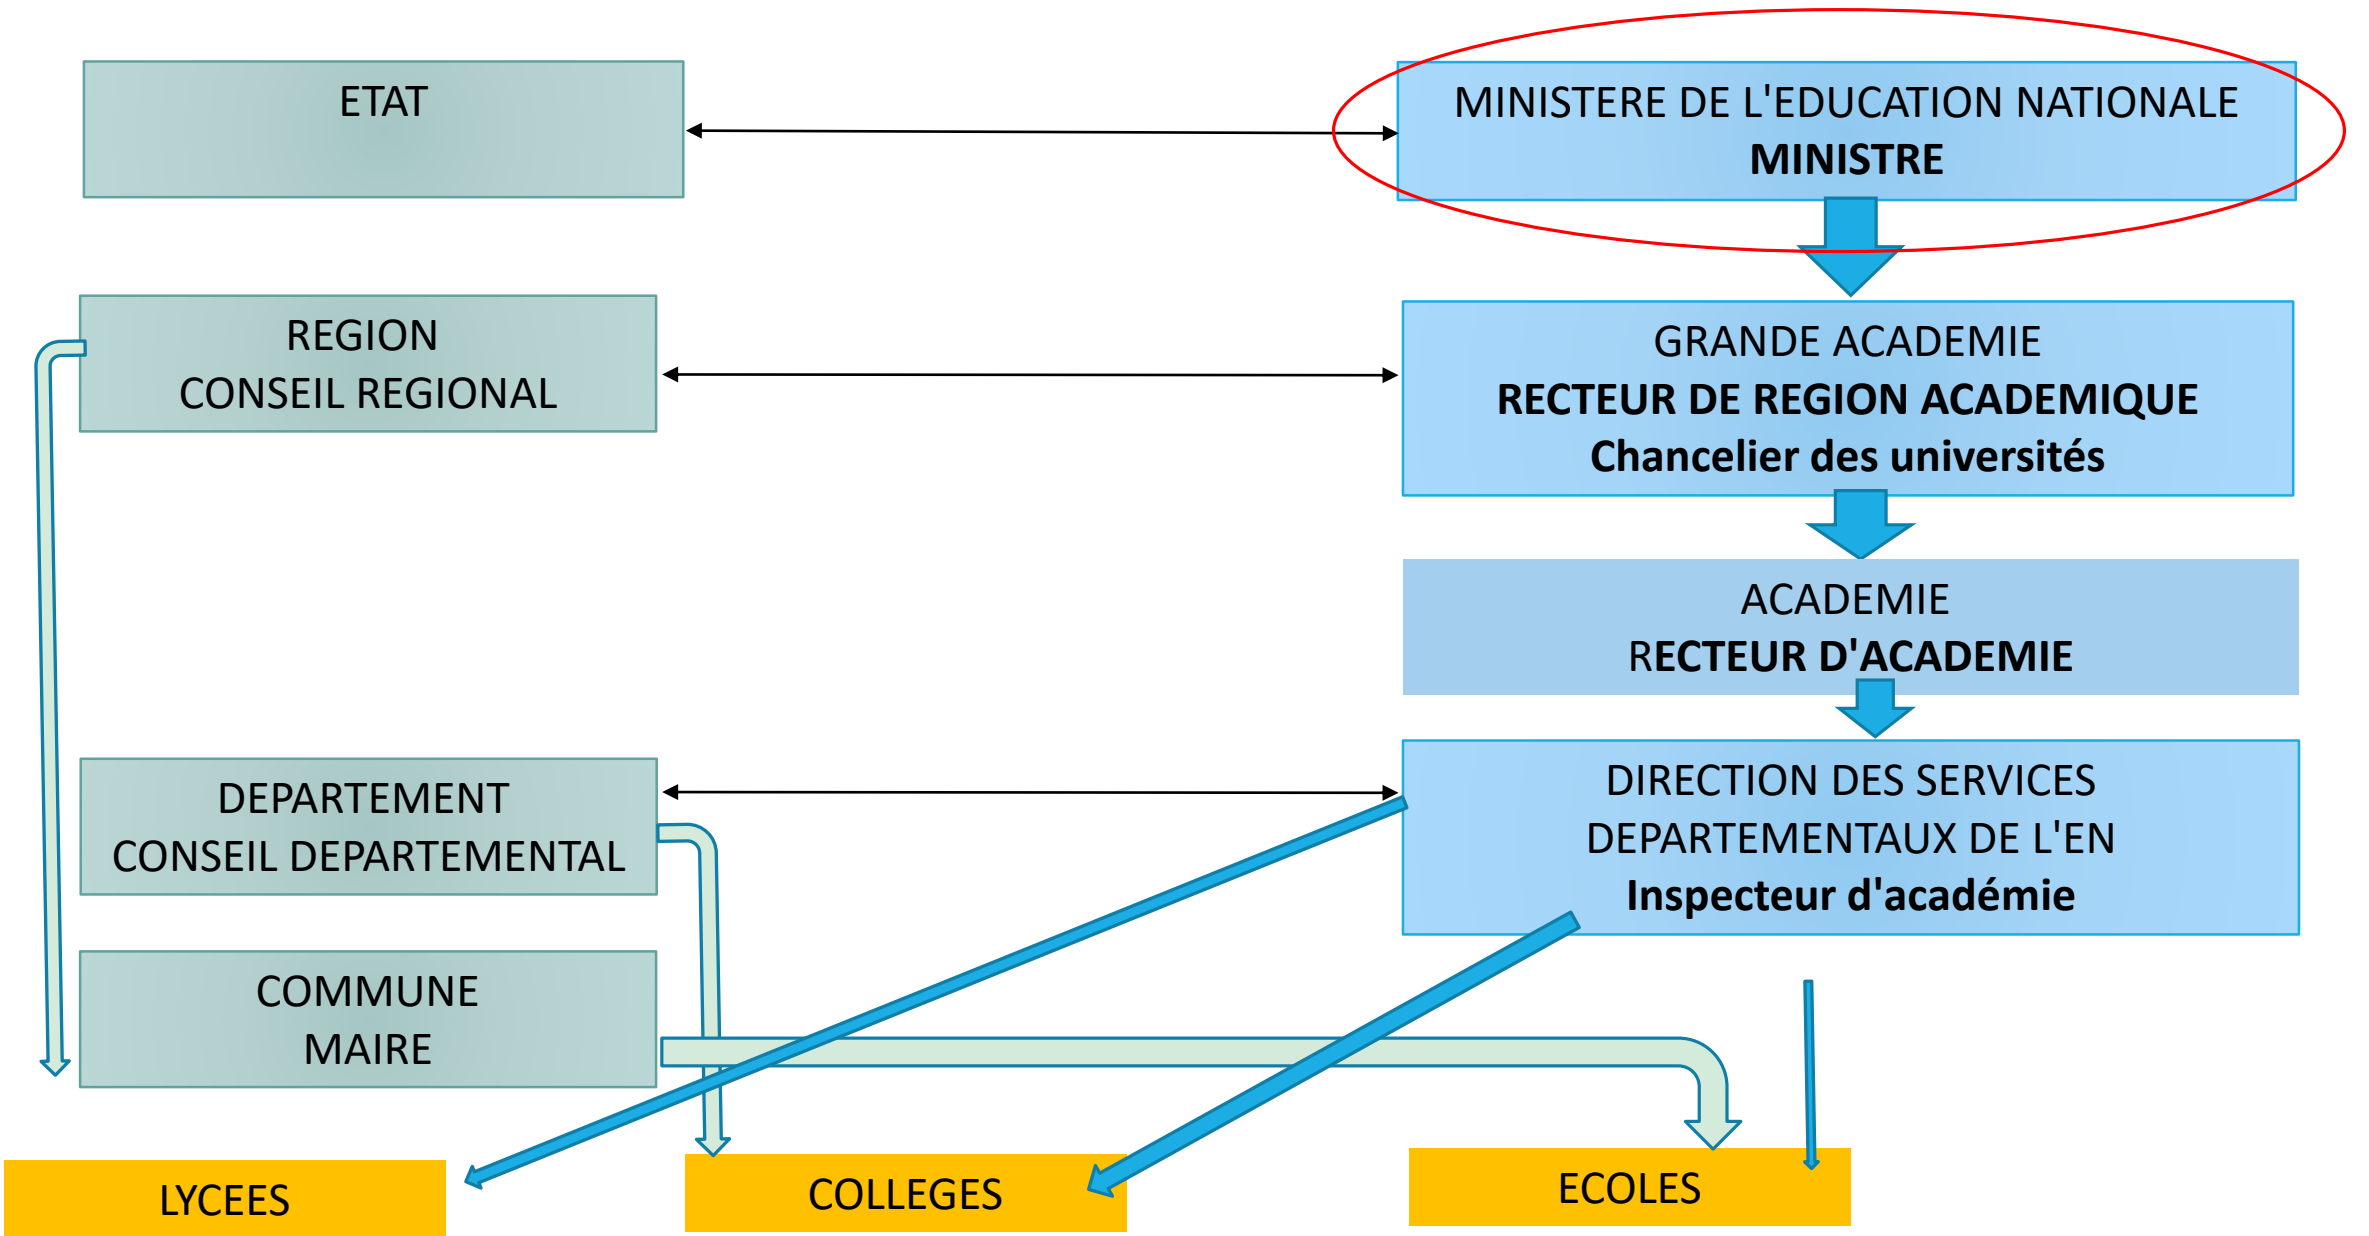 ETAT
MINISTERE DE L'EDUCATION NATIONALE
MINISTRE
REGION
CONSEIL REGIONAL
GRANDE ACADEMIE
RECTEUR DE REGION ACADEMIQUE
Chancelier des universités
ACADEMIE
RECTEUR D'ACADEMIE
DEPARTEMENT
CONSEIL DEPARTEMENTAL
DIRECTION DES SERVICES
DEPARTEMENTAUX DE L'EN
Inspecteur d'académie
COMMUNE
MAIRE
LYCEES
COLLEGES
ECOLES